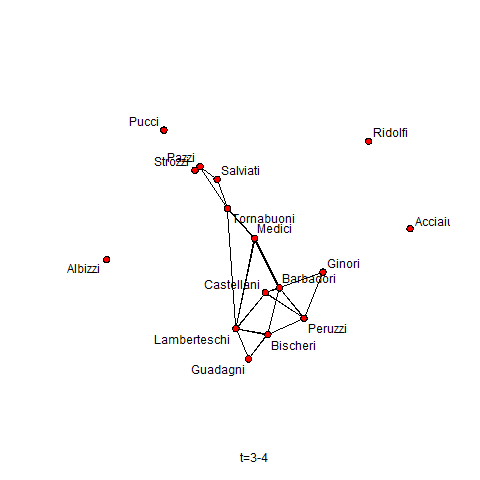 Pucci
Ridolfi
Pazzi
Strozzi
Salviati
Tornabuoni
Acciaiu
Medici
Ginori
Albizzi
Barbadori
Castellani
Peruzzi
Lamberteschi
Bischeri
Guadagni
t=3-4